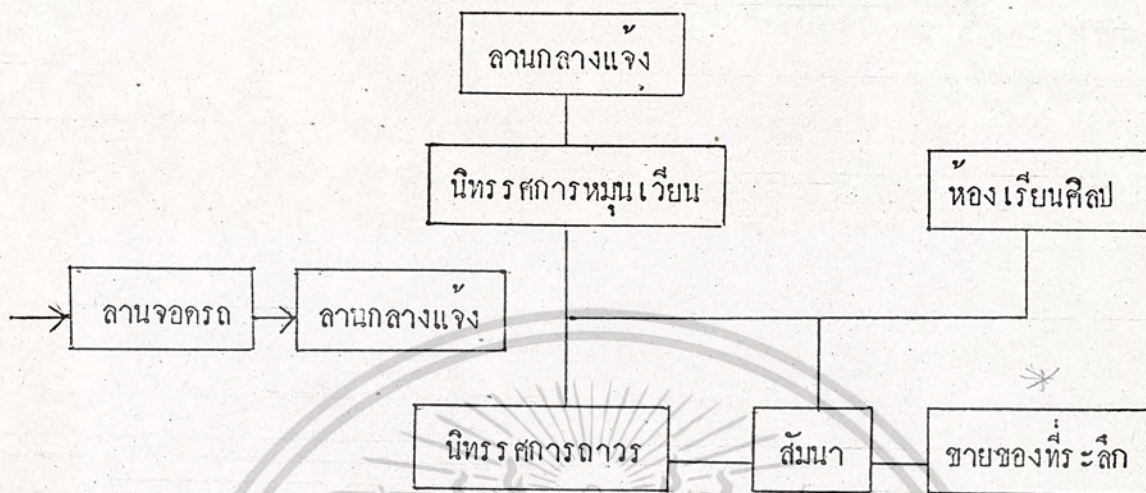 ลานกลางแจ้ง
นิทรรศการหมุนเวียน
ห้องเรียนศิลป
ลานจอดรถ
ลานกลางแจ้ง
นิทรรศการถาวร
สัมนา
ขายของที่ระลึก